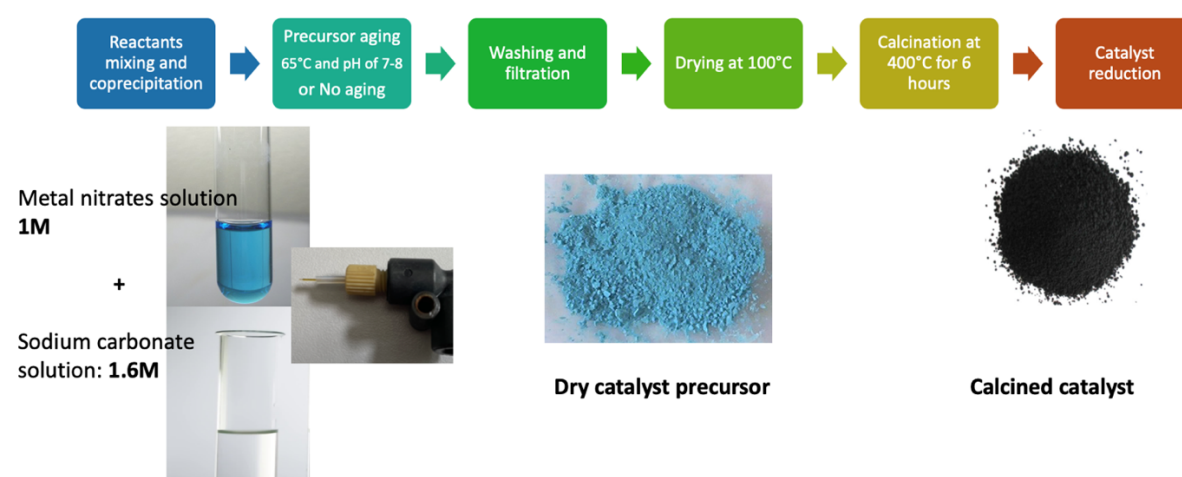 Reactants
mixing and
coprecipitation
Precursor aging
65°C and pH of 7-8
or No aging
Washing and
filtration
Drying at 100°C
Calcination at
400°C for 6
hours
Catalyst
reduction
Metal nitrates solution
1M
+
Sodium carbonate
solution: 1.6M
Dry catalyst precursor
Calcined catalyst